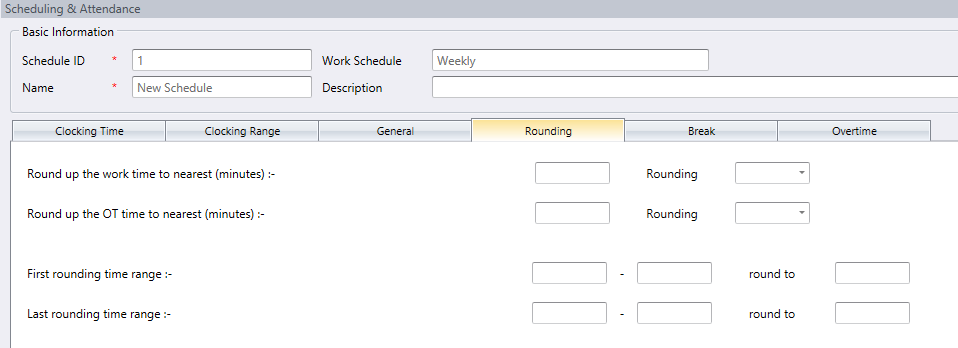 Scheduling & Attendance
Basic Information
Schedule ID * 1 Work Schedule Weekly
Name * New Schedule Description
Clocking Time Clocking Range General Rounding Break Overtime
Round up the work time to nearest (minutes) :- Rounding
Round up the OT time to nearest (minutes) :- Rounding
First rounding time range :- - round to
Last rounding time range :- - round to